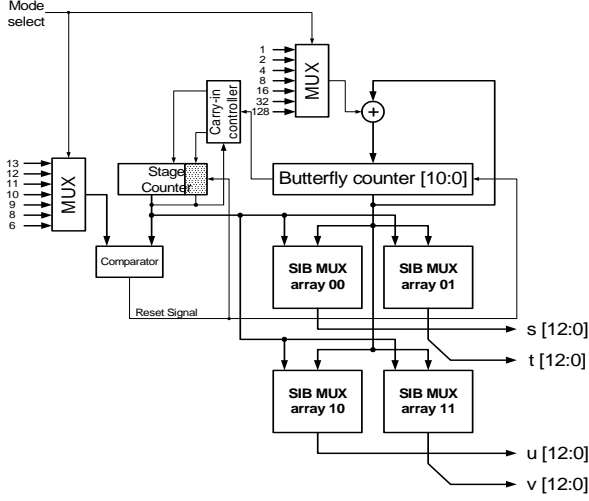 Mode
select
1
2
4
8
16
32
128
MUX
Carry-in
controller
13
12
11
10
9
8
6
MUX
Stage
Counter
Butterfly counter [10:0]
Comparator
SIB MUX
array 00
SIB MUX
array 01
Reset Signal
s [12:0]
t [12:0]
SIB MUX
array 10
SIB MUX
array 11
u [12:0]
v [12:0]